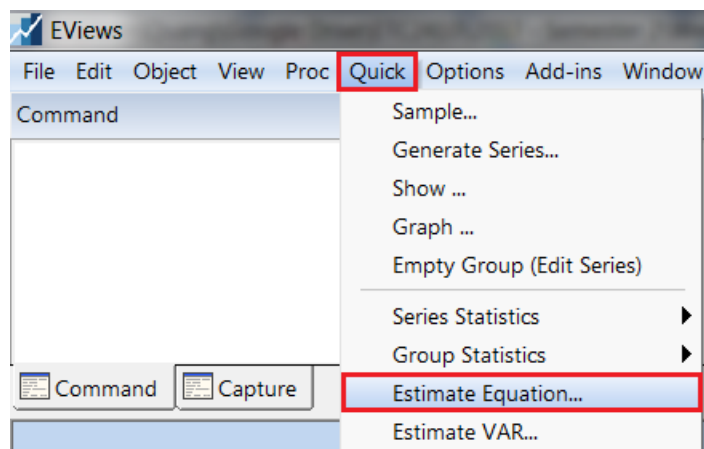 EViews
File Edit Object View Proc Quick Options Add-ins Window
Command
Sample...
Generate Series...
Show ...
Graph ...
Empty Group (Edit Series)
Series Statistics
Group Statistics
Command Capture
Estimate Equation...
Estimate VAR...